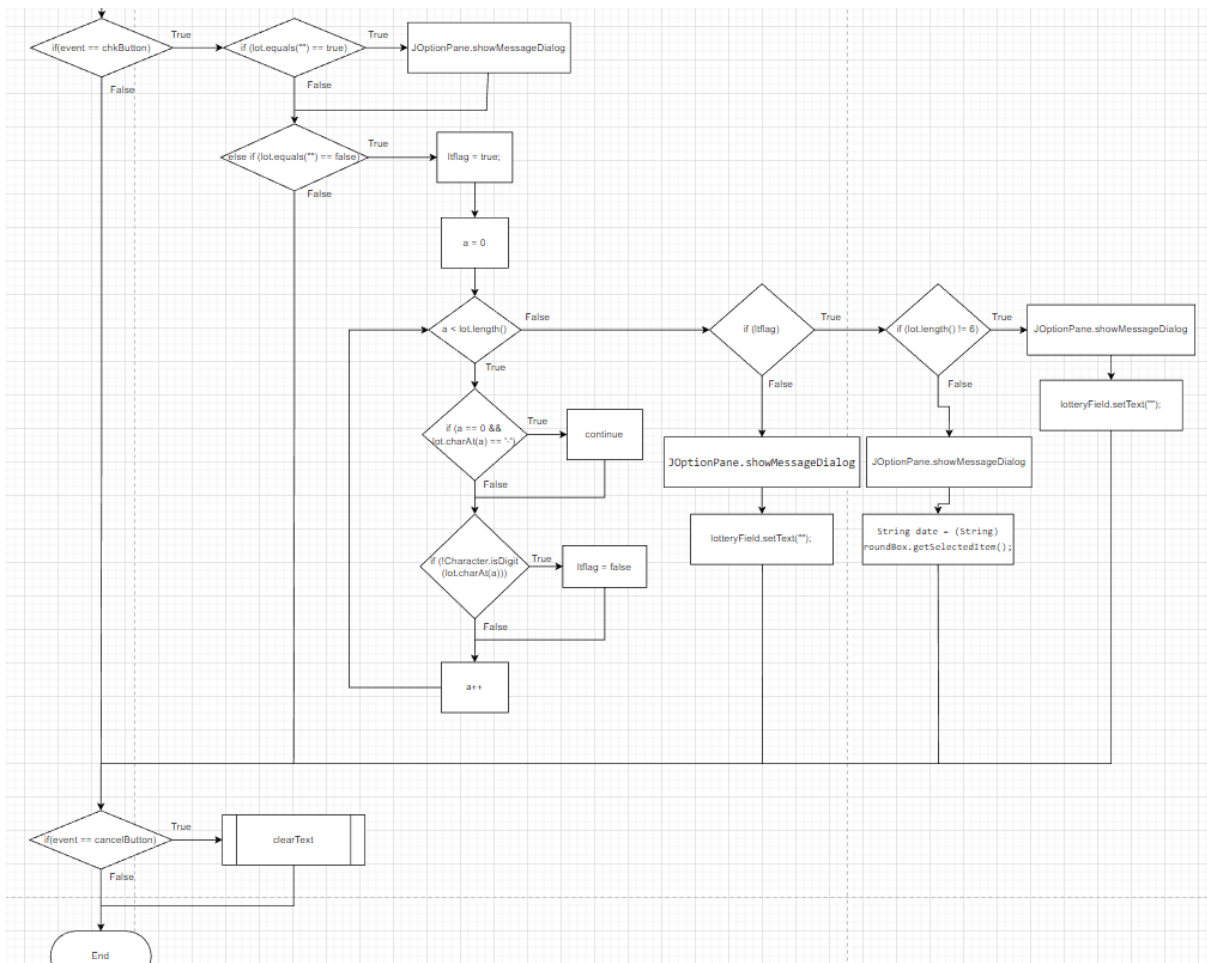 if(event == chkButton)
True
if (lot.equals("") == true)
True
JOptionPane.showMessageDialog
False
False
else if (lot.equals("") == false)
True
ltflag = true;
False
a = 0
a < lot.length()
False
if (ltflag)
True
if (lot.length() != 6)
True
JOptionPane.showMessageDialog
True
False
False
lotteryField.setText("");
if (a == 0 &&
lot.charAt(a) == '-')
True
continue
False
JOptionPane.showMessageDialog
JOptionPane.showMessageDialog
lotteryField.setText("");
String date = (String)
roundBox.getSelectedItem();
if (!Character.isDigit
(lot.charAt(a)))
True
ltflag = false
False
a++
if(event == cancelButton)
True
clearText
False
End